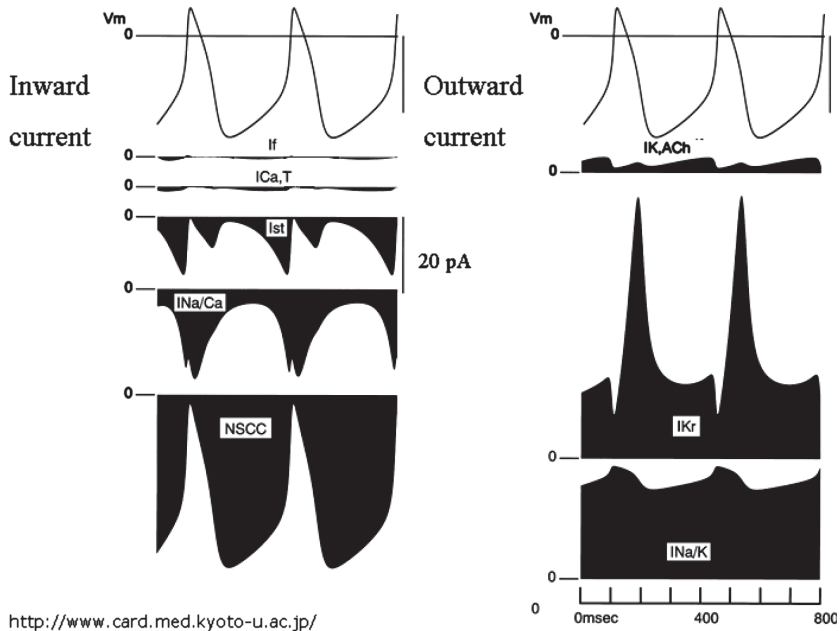 Vm
0
Inward
current
0
If
0
ICa,T
0
Ist
20 pA
0
INa/Ca
0
NSCC
http://www.card.med.kyoto-u.ac.jp/
0
Outward
current
IK,ACh
0
IKr
0
INa/K
0
0
0msec 400 800